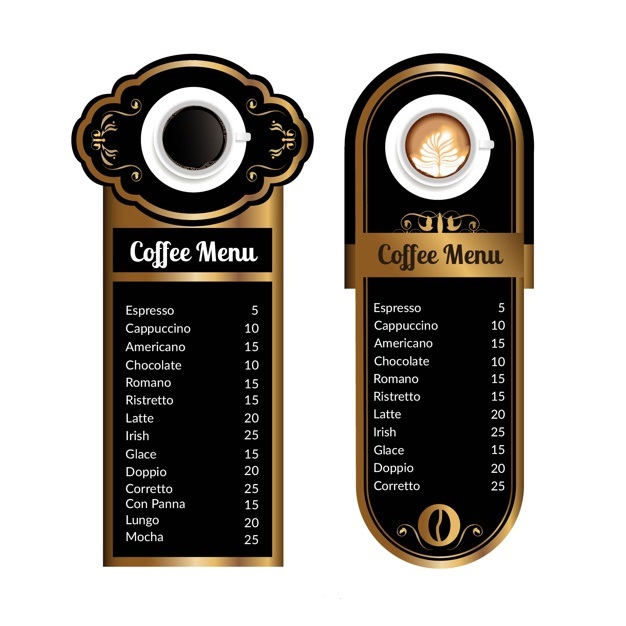 Coffee Menu
Espresso 5
Cappuccino 10
Americano 15
Chocolate 10
Romano 15
Ristretto 15
Latte 20
Irish 25
Glace 15
Doppio 20
Corretto 25
Con Panna 15
Lungo 20
Mocha 25
Coffee Menu
Espresso 5
Cappuccino 10
Americano 15
Chocolate 10
Romano 15
Ristretto 15
Latte 20
Irish 25
Glace 15
Doppio 20
Corretto 25